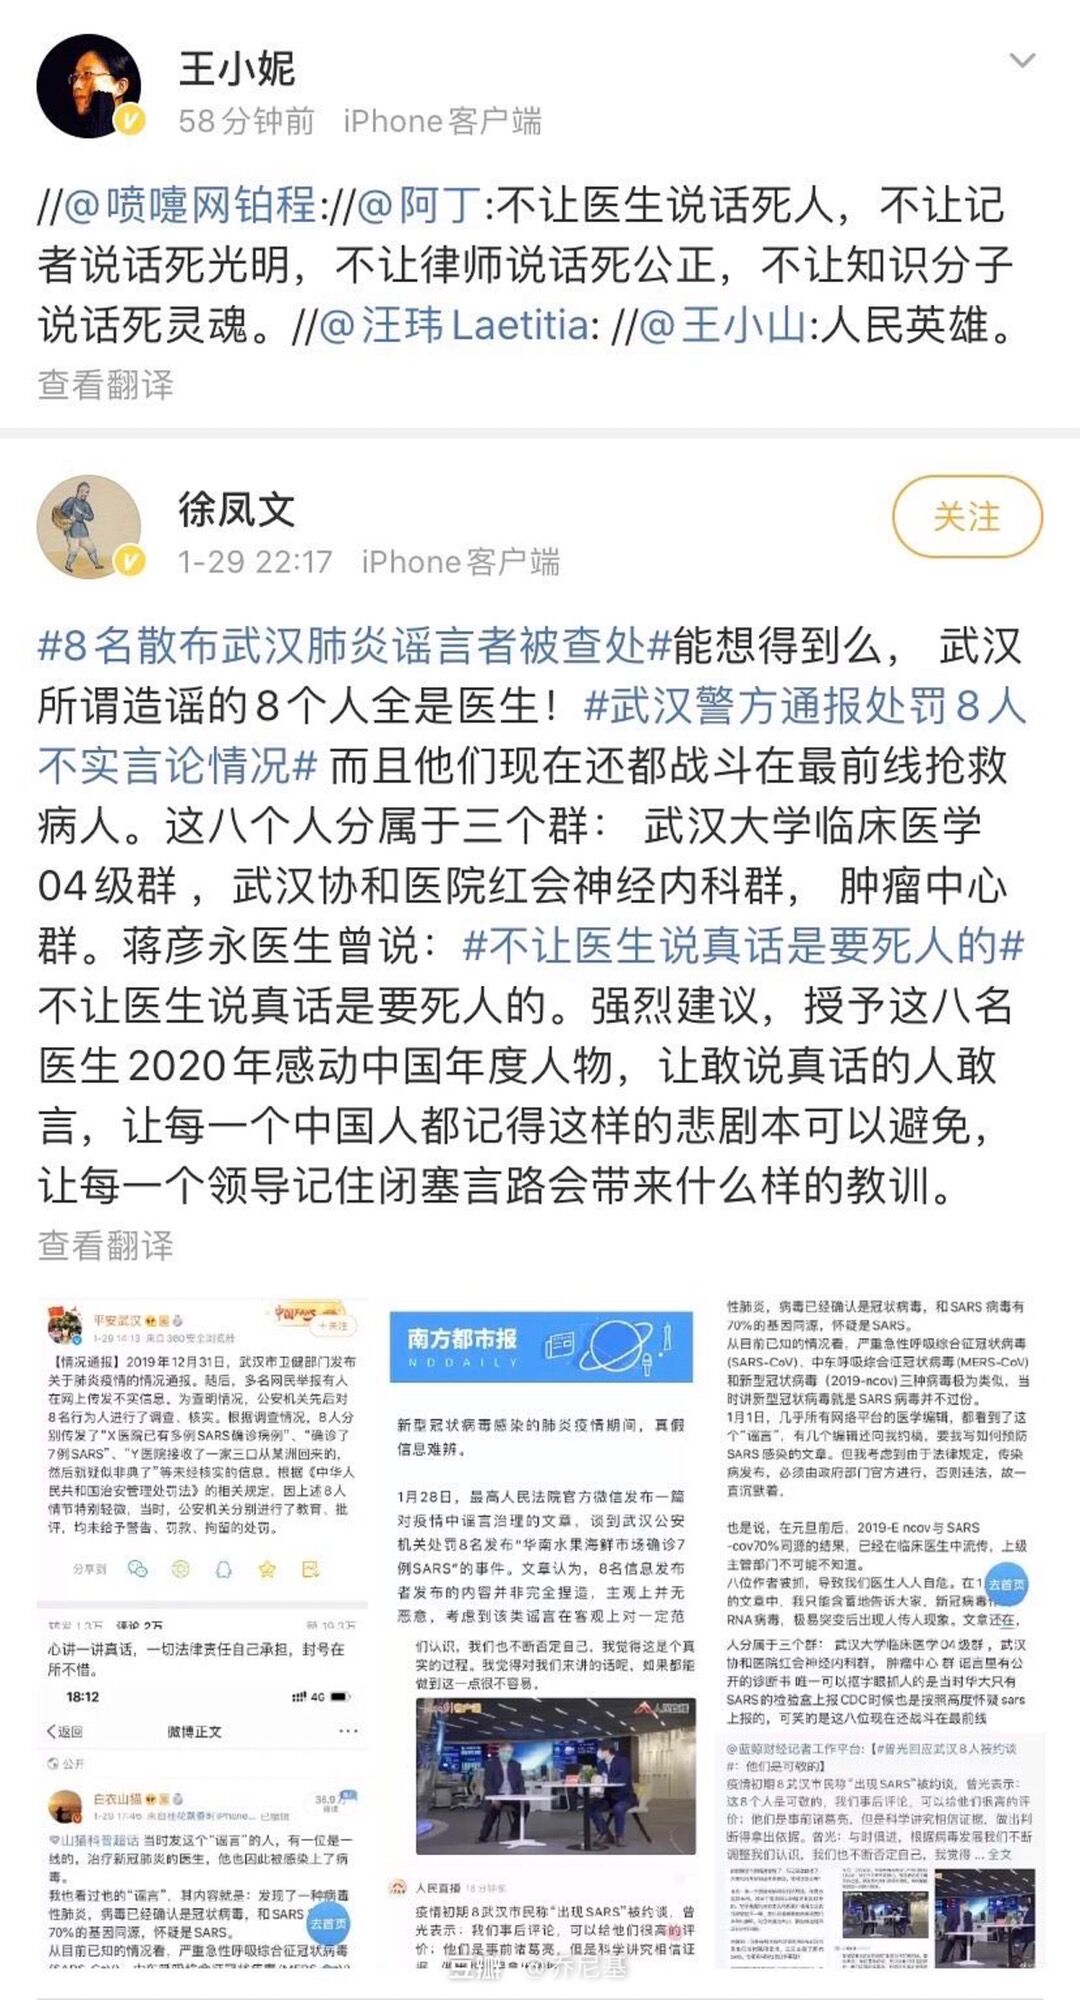 王小妮
58分钟前 iPhone客户端
//@喷嚏网铂程://@阿丁:不让医生说话死人，不让记
者说话死光明，不让律师说话死公正，不让知识分子
说话死灵魂。//@汪玮Laetitia: //@王小山:人民英雄。
查看翻译
徐凤文
关注
1-29 22:17 iPhone客户端
#8名散布武汉肺炎谣言者被查处#能想得到么， 武汉
所谓造谣的8个人全是医生！#武汉警方通报处罚8人
不实言论情况# 而且他们现在还都战斗在最前线抢救
病人。这八个人分属于三个群： 武汉大学临床医学
04级群 ，武汉协和医院红会神经内科群， 肿瘤中心
群。蒋彦永医生曾说：#不让医生说真话是要死人的#
不让医生说真话是要死人的。强烈建议，授予这八名
医生2020年感动中国年度人物，让敢说真话的人敢
言，让每一个中国人都记得这样的悲剧本可以避免，
让每一个领导记住闭塞言路会带来什么样的教训。
查看翻译
平安武汉
+关注
1-29 14:13 来自360安全浏览器
【情况通报】2019年12月31日，武汉市卫健部门发布
关于肺炎疫情的情况通报。随后，多名网民举报有人
在网上传发不实信息。为查明情况，公安机关先后对
8名行为人进行了调查、核实。根据调查情况，8人分
别传发了“X医院已有多例SARS确诊病例”、“确诊了
7例SARS”、“Y医院接收了一家三口从某洲回来的，
然后新疑似非典了”等未经核实的信息。根据《中华人
民共和国治安管理处罚法》的相关规定，因上述8人
情节特别轻微，当时，公安机关分别进行了教育、批
评，均未给予警告、罚款、拘留的处罚。
分享到
转发 1.3万 评论 2万 赞 19.3万
心讲一讲真话，一切法律责任自己承担，封号在
所不惜。
18:12
4G
返回
微博正文
公开
白衣山猫
山猫科普超话 当时发这个“谣言”的人，有一位是一
线的，治疗新冠肺炎的医生，他也因此被感染上了病
毒。
我也看过他的“谣言”，其内容就是：发现了一种病毒
性肺炎，病毒已经确认是冠状病毒，和SARS
70%的基因同源，怀疑是SARS。
去首页
从目前已知的情况看，严重急性呼吸综合征冠状病毒
南方都市报
NDDAILY
新型冠状病毒感染的肺炎疫情期间，真假
信息难辨。
1月28日，最高人民法院官方微信发布一篇
对疫情中谣言治理的文章，谈到武汉公安
机关处罚8名发布“华南水果海鲜市场确诊7
例SARS”的事件。文章认为，8名信息发布
者发布的内容并非完全捏造，主观上并无
恶意，考虑到该类谣言在客观上对一定范
们认识，我们也不断否定自己，我觉得这是个真
实的过程。我觉得对我们来讲的话呢，如果都能
做到这一点很不容易。
人民直播 18分钟前
疫情初期8武汉市民称“出现SARS”被约谈，曾
光表示：我们事后评论，可以给他们很高的评
价；他们是事前诸葛亮，但是科学讲究相信证
性肺炎，病毒已经确认是冠状病毒，和SARS 病毒有
70%的基因同源，怀疑是SARS。
从目前已知的情况看，严重急性呼吸综合征冠状病毒
(SARS-CoV)、中东呼吸综合征冠状病毒(MERS-CoV)
和新型冠状病毒（2019-ncov)三种病毒极为类似，当
时讲新型冠状病毒就是SARS 病毒并不过份。
1月1日，几乎所有网络平台的医学编辑，都看到了这
个“谣言”，有几个编辑还向我约稿，要我写如何预防
SARS 感染的文章。但我考虑到由于法律规定，传染
病发布，必须由政府部门官方进行，否则违法，故一
直沉默着。
也是说，在元旦前后，2019-E ncov与SARS
-cov70%同源的结果，已经在临床医生中流传，上级
主管部门不可能不知道。
八位作者被抓，导致我们医生人人自危。在1
去首页
的文章中，我只能含蓄地告诉大家，新冠病毒
RNA病毒，极易突变后出现人传人现象。文章还在，
人分属于三个群： 武汉大学临床医学04级群 ，武汉
协和医院红会神经内科群， 肿瘤中心 群 谣言里有公
开的诊断书 唯一可以抠字眼抓人的是当时华大只有
SARS的检验盒上报CDC时候也是按照高度怀疑 sars
上报的，可笑的是这八位现在还战斗在最前线
@蓝鲸财经记者工作平台:【#曾光回应武汉8人被约谈
#：他们是可敬的】
疫情初期8武汉市民称“出现SARS”被约谈，曾光表示：
这8个人是可敬的，我们事后评论，可以给他们很高的评
价；他们是事前诸葛亮，但是科学讲究相信证据，做出判
断得拿出依据。曾光：与时俱进，根据病毒发展我们不断
调整我们认识，我们也不断否定自己，我觉得 ... 全文
豆瓣 @乔尼基